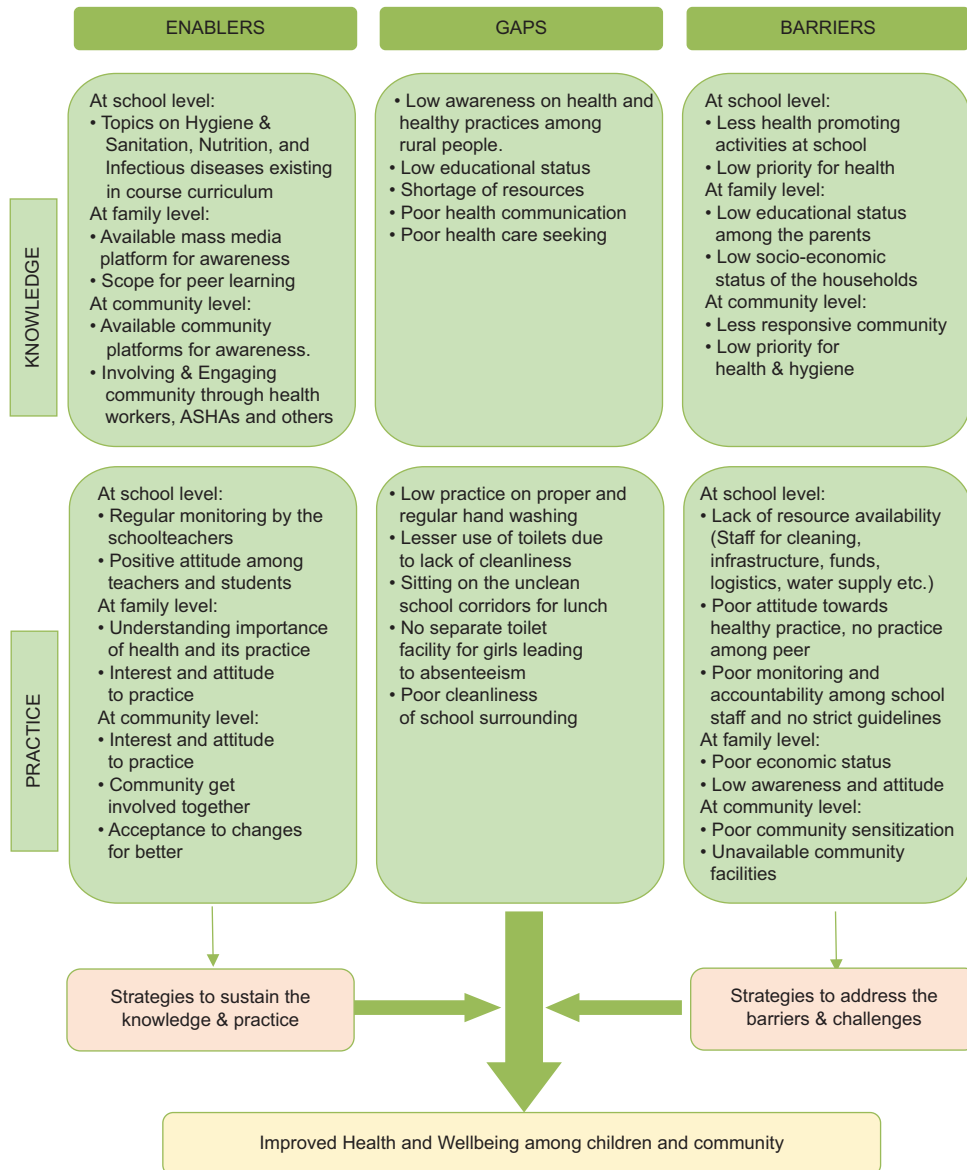 ENABLERS
GAPS
BARRIERS
KNOWLEDGE
At school level:
• Topics on Hygiene &
Sanitation, Nutrition, and
Infectious diseases existing
in course curriculum
At family level:
• Available mass media
platform for awareness
• Scope for peer learning
At community level:
• Available community
platforms for awareness.
• Involving & Engaging
community through health
workers, ASHAs and others
• Low awareness on health and
healthy practices among
rural people.
• Low educational status
• Shortage of resources
• Poor health communication
• Poor health care seeking
At school level:
• Less health promoting
activities at school
• Low priority for health
At family level:
• Low educational status
among the parents
• Low socio-economic
status of the households
At community level:
• Less responsive community
• Low priority for
health & hygiene
PRACTICE
At school level:
• Regular monitoring by the
schoolteachers
• Positive attitude among
teachers and students
At family level:
• Understanding importance
of health and its practice
• Interest and attitude
to practice
At community level:
• Interest and attitude
to practice
• Community get
involved together
• Acceptance to changes
for better
• Low practice on proper and
regular hand washing
• Lesser use of toilets due
to lack of cleanliness
• Sitting on the unclean
school corridors for lunch
• No separate toilet
facility for girls leading
to absenteeism
• Poor cleanliness
of school surrounding
At school level:
• Lack of resource availability
(Staff for cleaning,
infrastructure, funds,
logistics, water supply etc.)
• Poor attitude towards
healthy practice, no practice
among peer
• Poor monitoring and
accountability among school
staff and no strict guidelines
At family level:
• Poor economic status
• Low awareness and attitude
At community level:
• Poor community sensitization
• Unavailable community
facilities
Strategies to sustain the
knowledge & practice
Strategies to address the
barriers & challenges
Improved Health and Wellbeing among children and community